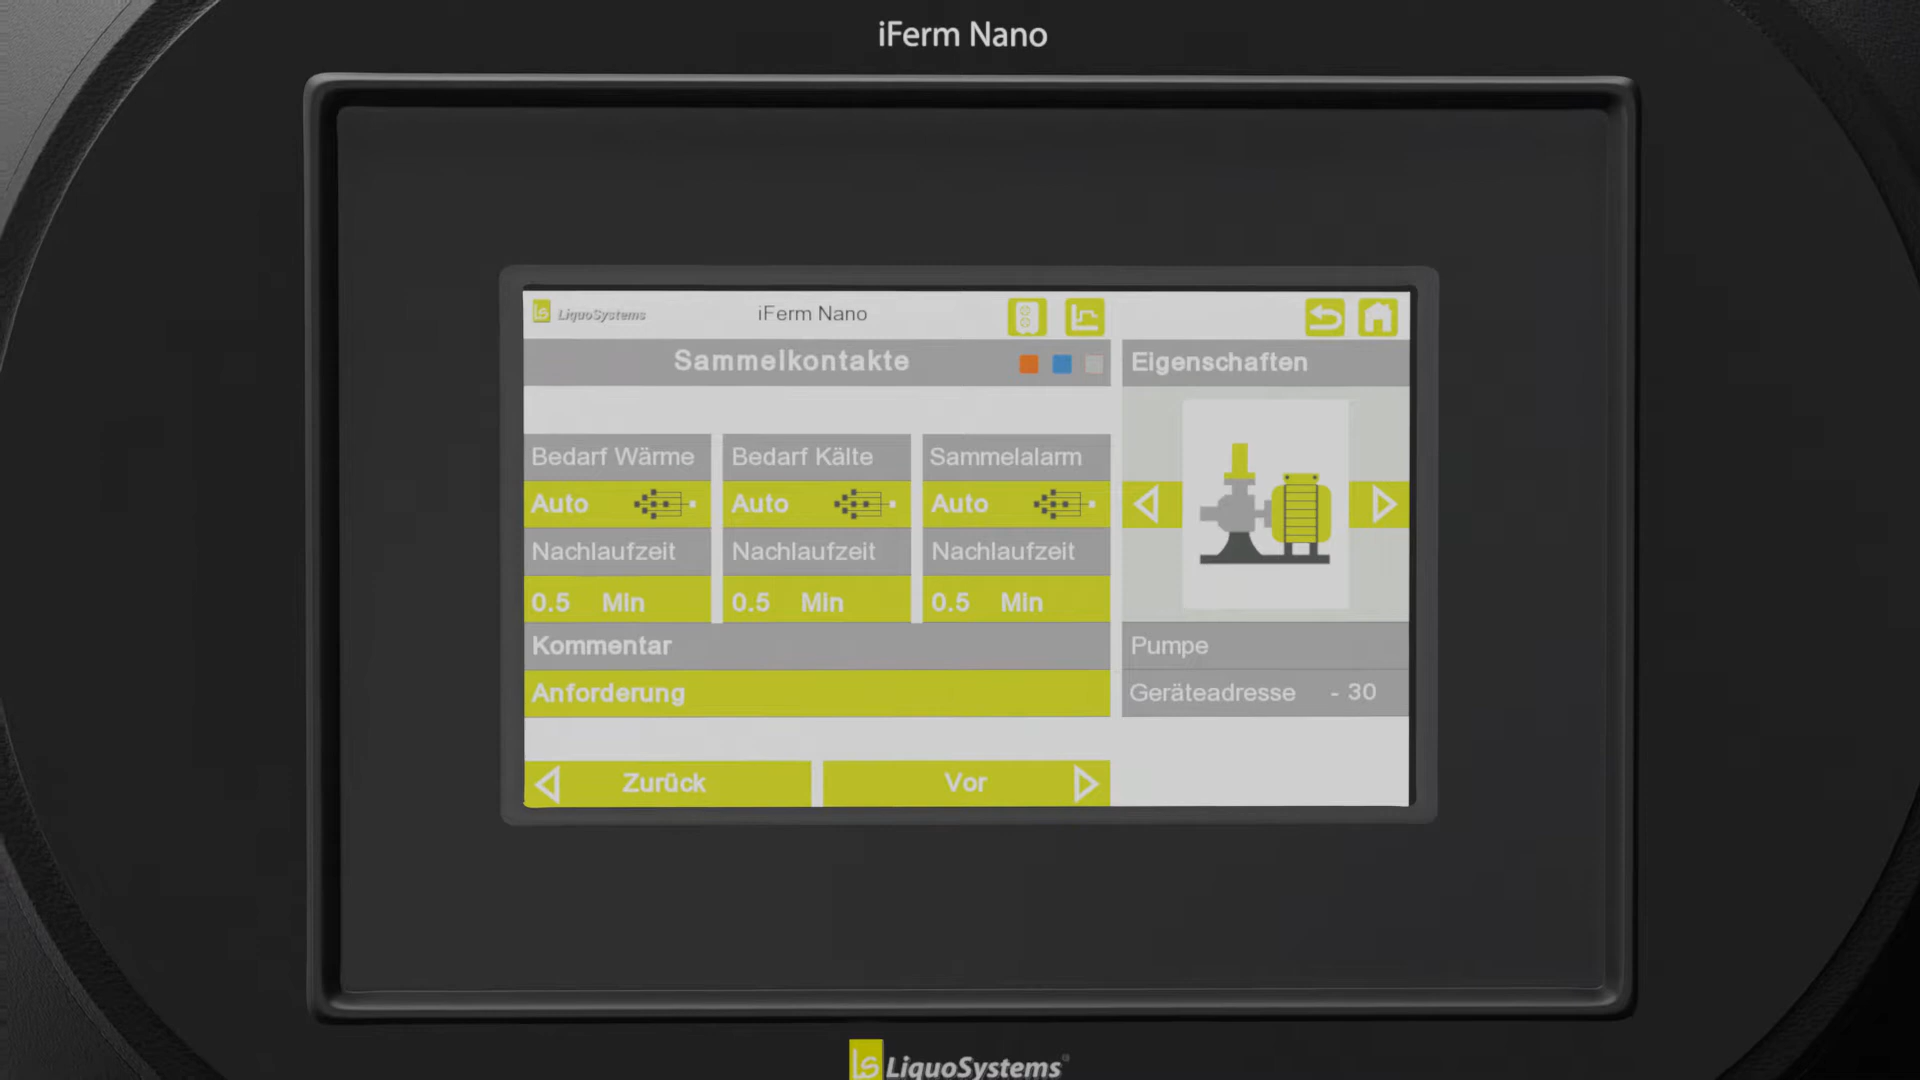 iFerm Nano
LiquoSystems iFerm Nano
Sammelkontakte
Eigenschaften
Bedarf Wärme Bedarf Kälte Sammelalarm
Auto Auto Auto
Nachlaufzeit Nachlaufzeit Nachlaufzeit
0.5 Min 0.5 Min 0.5 Min
Kommentar
Pumpe
Anforderung
Geräteadresse - 30
Zurück Vor
LS LiquoSystems®